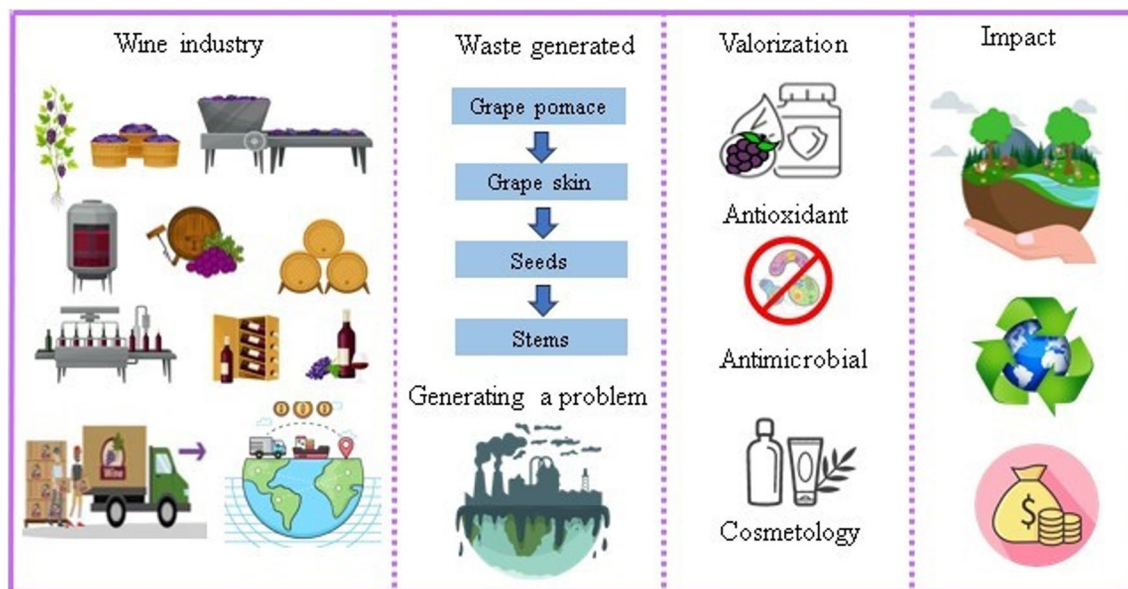 Wine industry
Wine
Waste generated
Grape pomace
Grape skin
Seeds
Stems
Generating a problem
Valorization
Antioxidant
Antimicrobial
Cosmetology
Impact
$